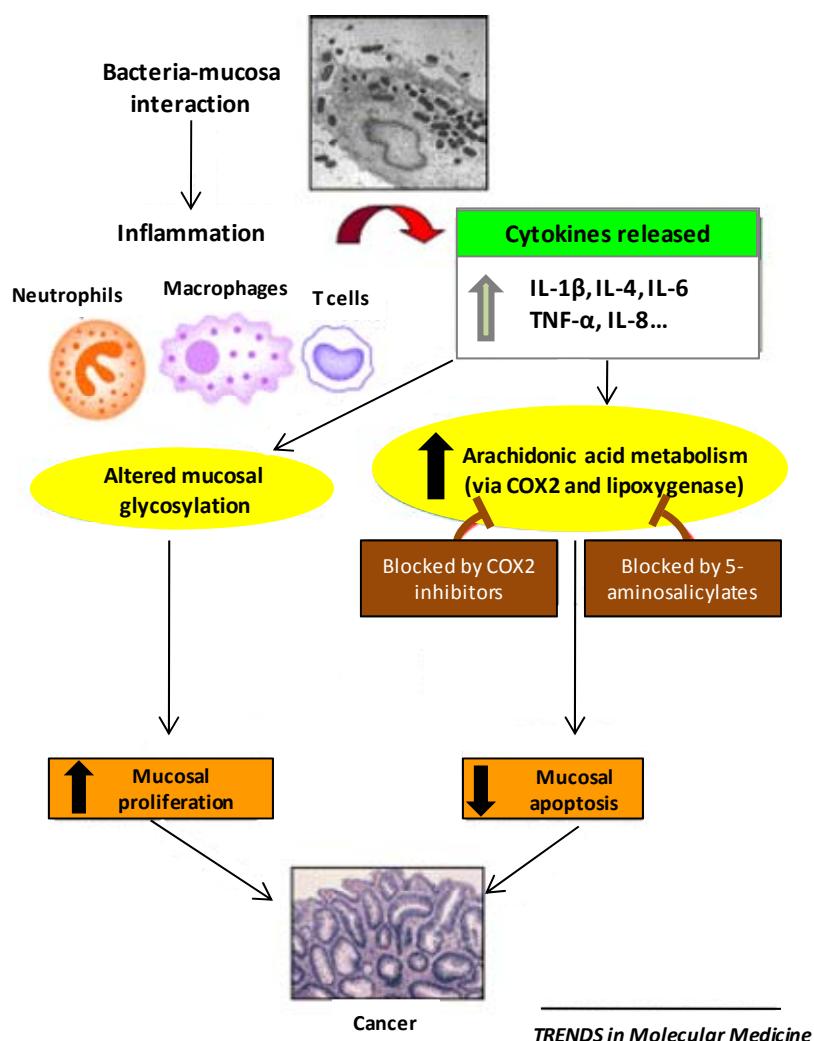 Bacteria-mucosa
interaction
Inflammation
Cytokines released
IL-1β, IL-4, IL-6
TNF-α, IL-8…
Neutrophils
Macrophages
T cells
Altered mucosal
glycosylation
Arachidonic acid metabolism
(via COX2 and lipoxygenase)
Blocked by COX2
inhibitors
Blocked by 5-
aminosalicylates
Mucosal
proliferation
Mucosal
apoptosis
Cancer
TRENDS in Molecular Medicine